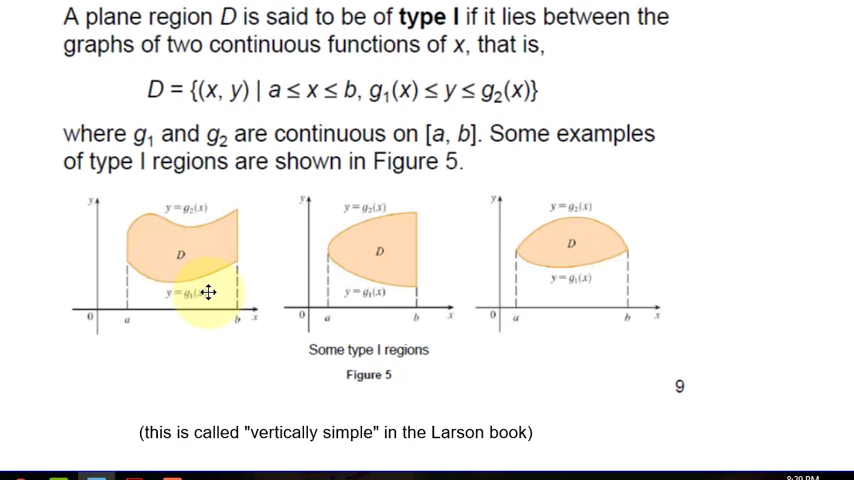 A plane region D is said to be of type I if it lies between the
graphs of two continuous functions of x, that is,
D = {(x, y) | a ≤ x ≤ b, g₁(x) ≤ y ≤ g₂(x)}
where g₁ and g₂ are continuous on [a, b]. Some examples
of type I regions are shown in Figure 5.
y
y = g₂(x)
D
y = g₁(x)
0
a
b
x
y
y = g₂(x)
D
y = g₁(x)
0
a
b
x
y
y = g₂(x)
D
y = g₁(x)
0
a
b
x
Some type I regions
Figure 5
9
(this is called "vertically simple" in the Larson book)